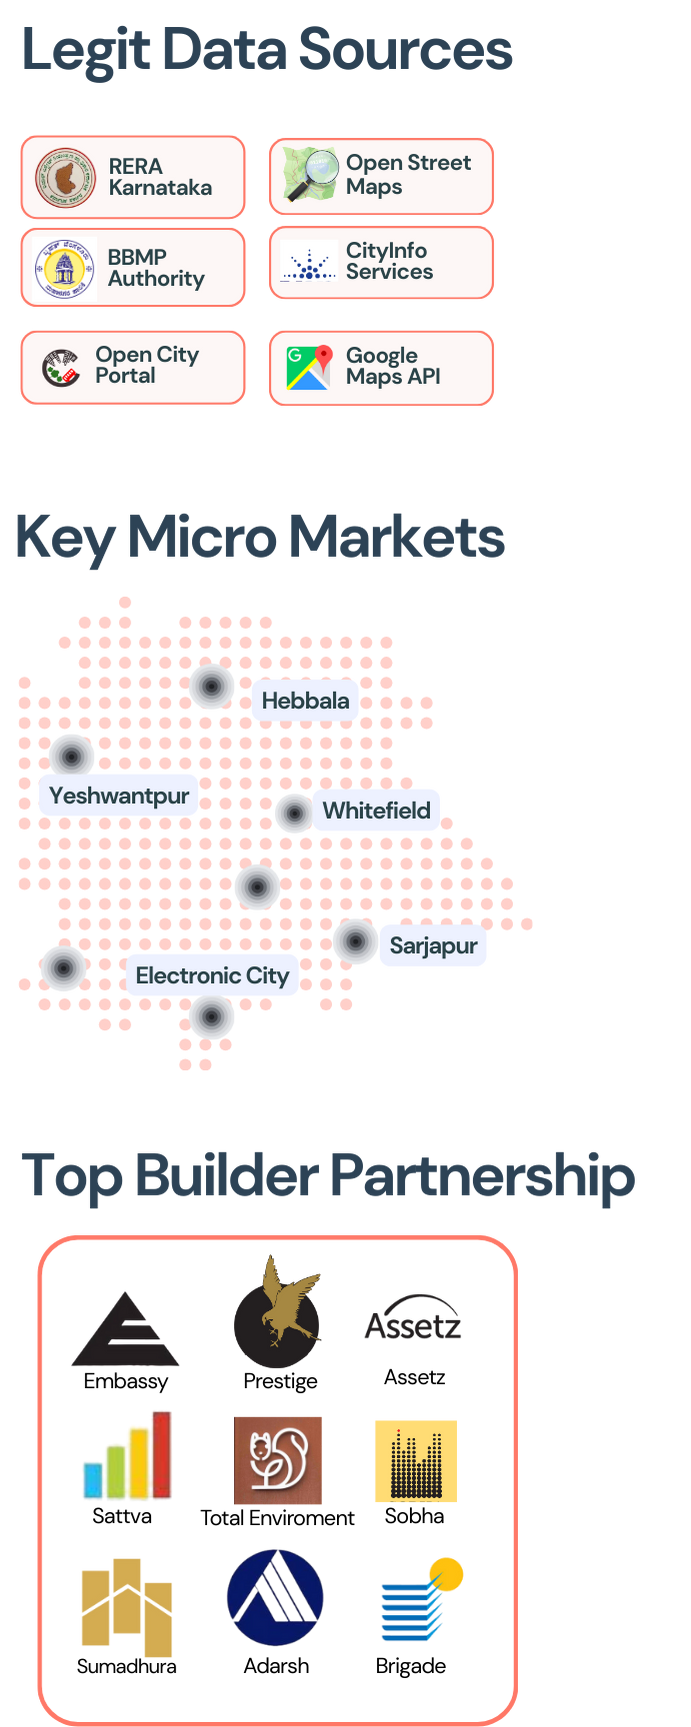 Legit Data Sources
RERA
Karnataka
Open Street
Maps
BBMP
Authority
CityInfo
Services
Open City
Portal
G
Google
Maps API
Key Micro Markets
Hebbala
Yeshwantpur
Whitefield
Sarjapur
Electronic City
Top Builder Partnership
Assetz
Embassy
Prestige
Assetz
Sattva
Total Enviroment
Sobha
Sumadhura
Adarsh
Brigade